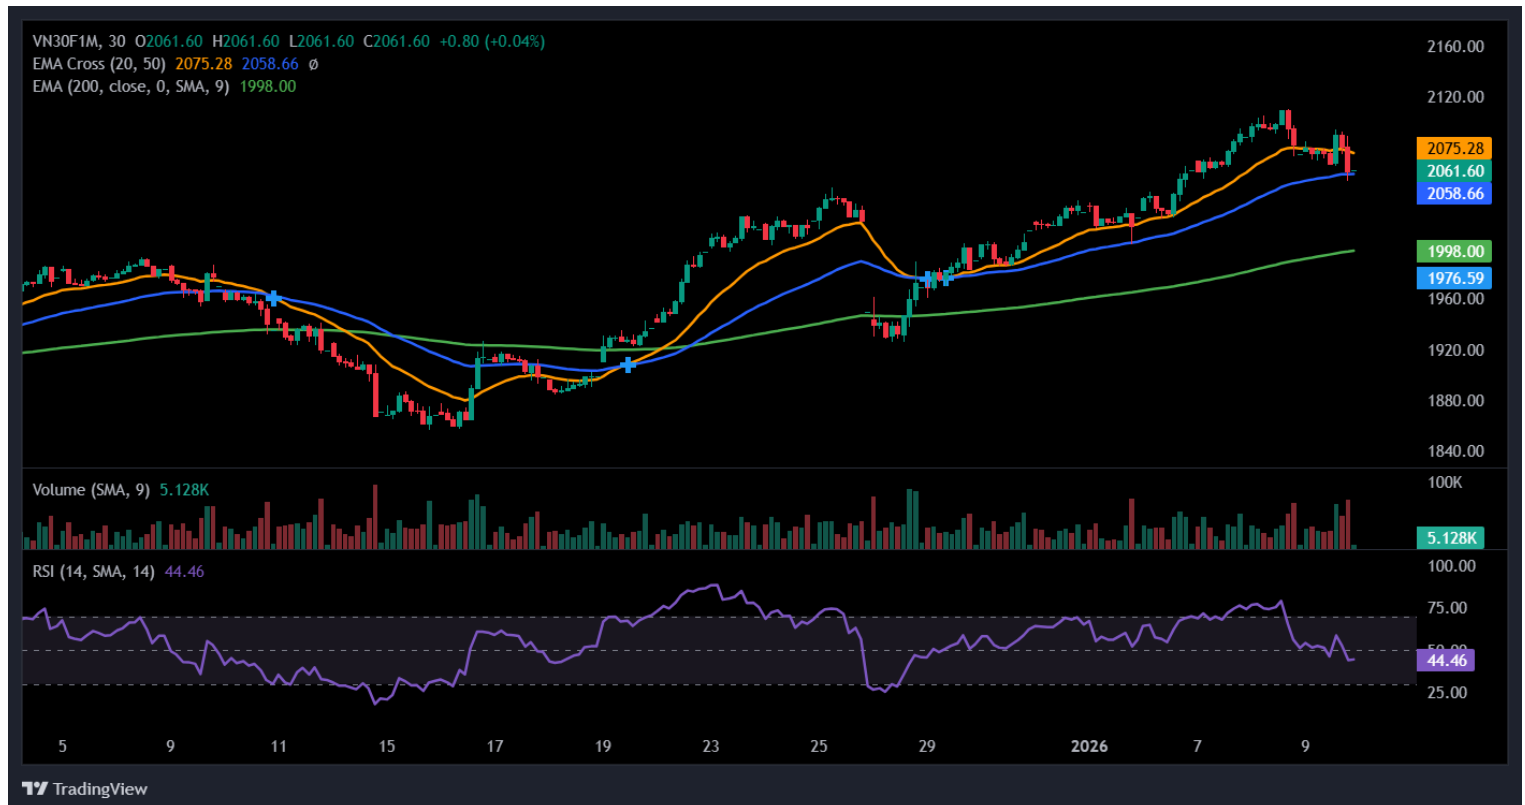 VN30F1M, 30 O2061.60 H2061.60 L2061.60 C2061.60 +0.80 (+0.04%)
EMA Cross (20, 50) 2075.28 2058.66 ∅
EMA (200, close, 0, SMA, 9) 1998.00
2160.00
2120.00
2075.28
2061.60
2058.66
1998.00
1976.59
1960.00
1920.00
1880.00
1840.00
Volume (SMA, 9) 5.128K
100K
5.128K
RSI (14, SMA, 14) 44.46
100.00
75.00
50.00
44.46
25.00
5 9 11 15 17 19 23 25 29 2026 7 9
TradingView